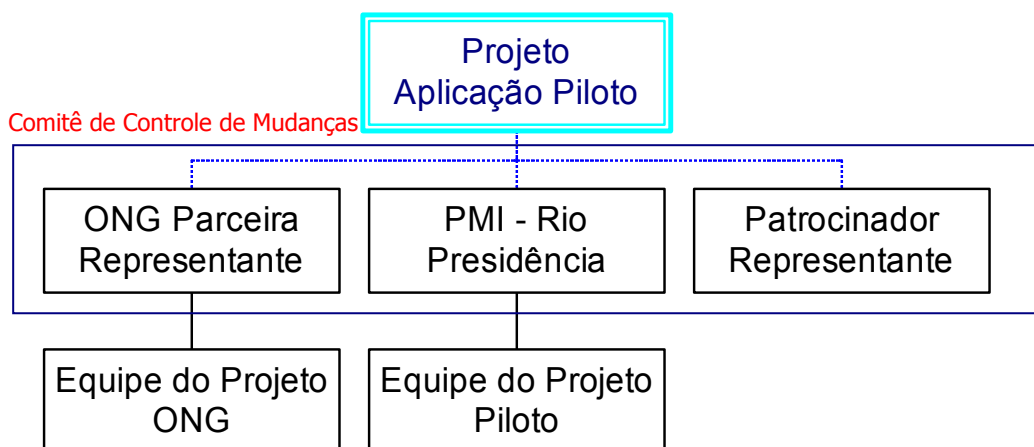 Projeto
Aplicação Piloto
Comitê de Controle de Mudanças
ONG Parceira
Representante
PMI - Rio
Presidência
Patrocinador
Representante
Equipe do Projeto
ONG
Equipe do Projeto
Piloto